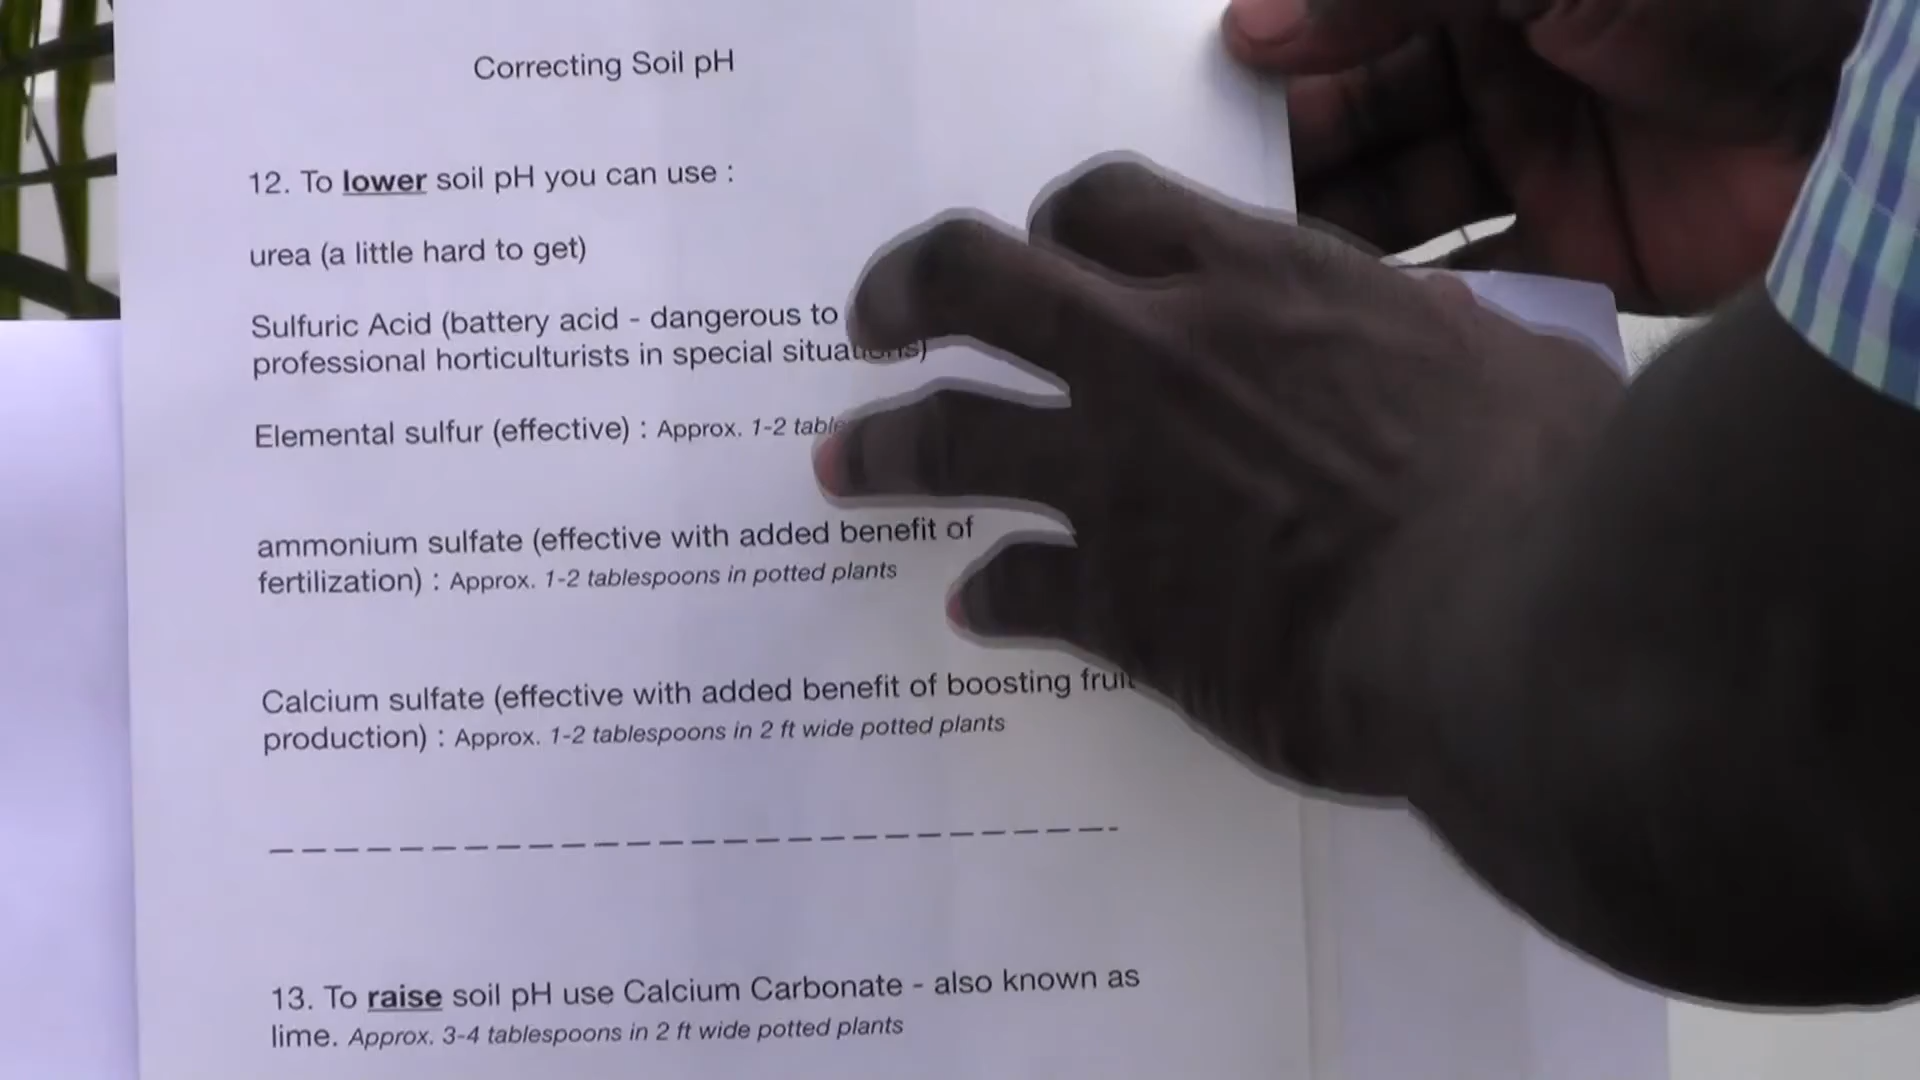 Correcting Soil pH
12. To lower soil pH you can use :
urea (a little hard to get)
Sulfuric Acid (battery acid - dangerous to
professional horticulturists in special situations)
Elemental sulfur (effective) : Approx. 1-2
ammonium sulfate (effective with added benefit of
fertilization) : Approx. 1-2 tablespoons in potted plants
Calcium sulfate (effective with added benefit of boosting fruit
production) : Approx. 1-2 tablespoons in 2 ft wide potted plants
13. To raise soil pH use Calcium Carbonate - also known as
lime. Approx. 3-4 tablespoons in 2 ft wide potted plants